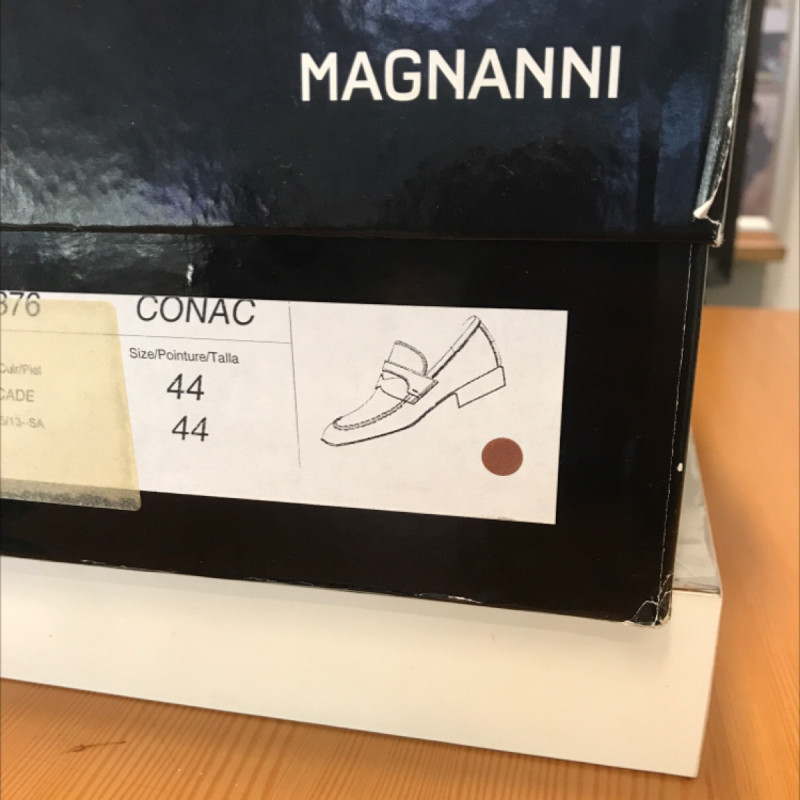 MAGNANNI
376 CONAC
Cuir/Piel Size/Pointure/Talla
CADE 44
5/13--SA 44